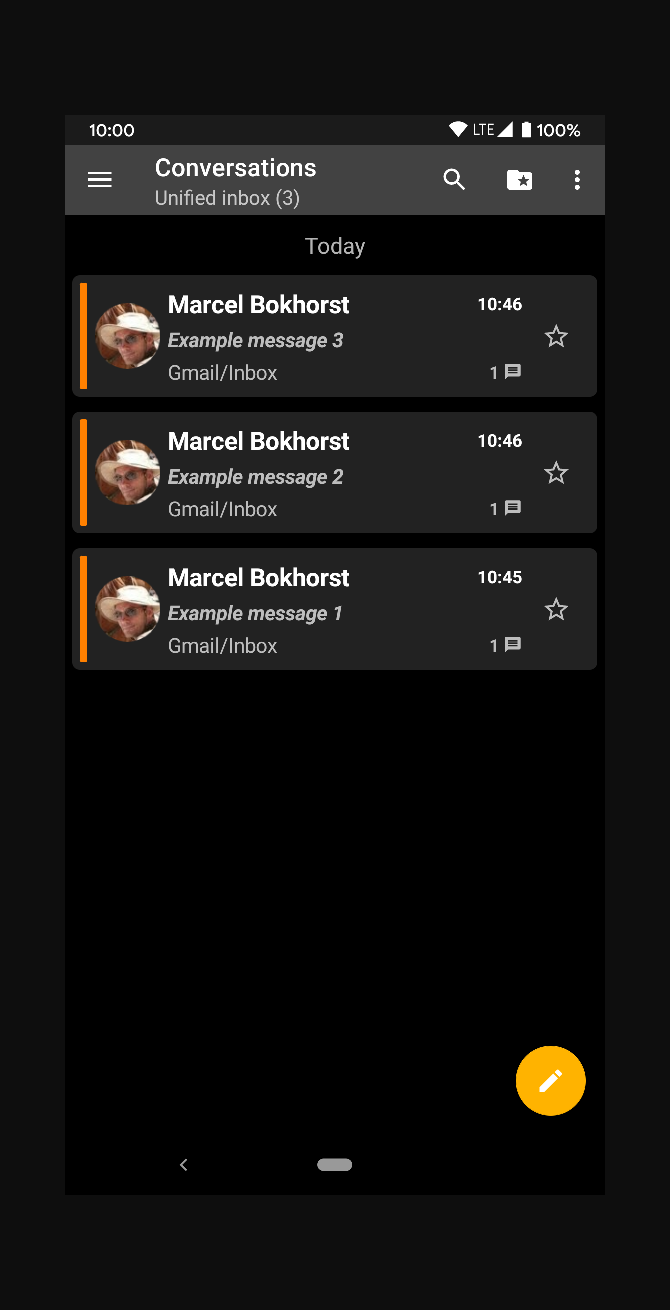 10:00 LTE 100%
Conversations
Unified inbox (3)
Today
Marcel Bokhorst 10:46
Example message 3
Gmail/Inbox 1
Marcel Bokhorst 10:46
Example message 2
Gmail/Inbox 1
Marcel Bokhorst 10:45
Example message 1
Gmail/Inbox 1